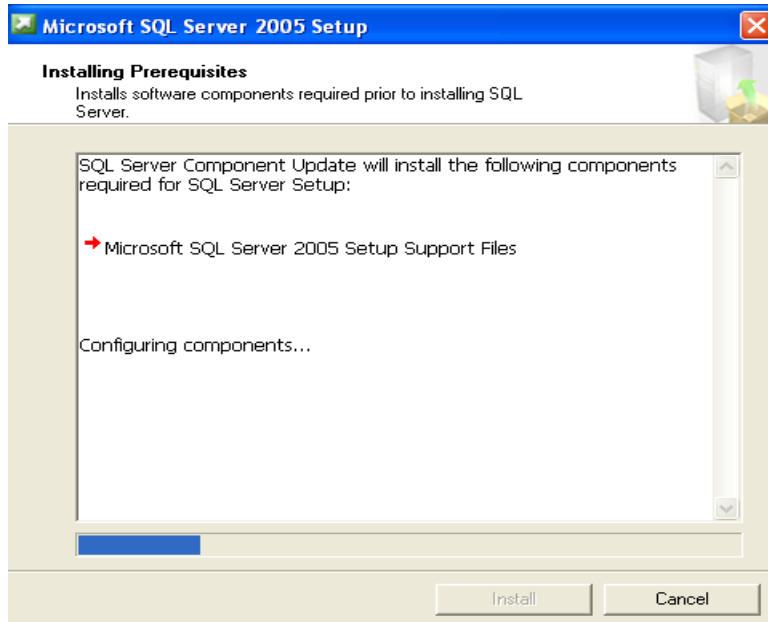 Microsoft SQL Server 2005 Setup
Installing Prerequisites
Installs software components required prior to installing SQL
Server.
SQL Server Component Update will install the following components
required for SQL Server Setup:
Microsoft SQL Server 2005 Setup Support Files
Configuring components...
Install
Cancel